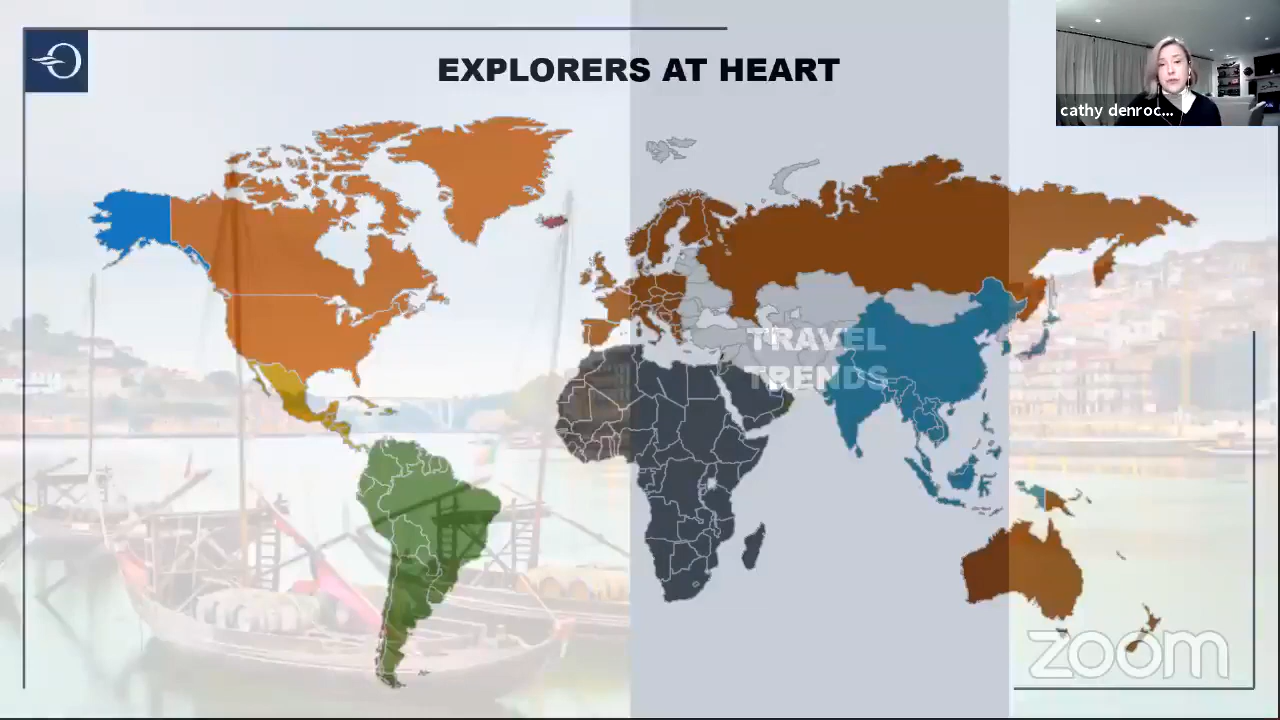 EXPLORERS AT HEART
cathy denroc...
TRAVEL
TRENDS
zoom